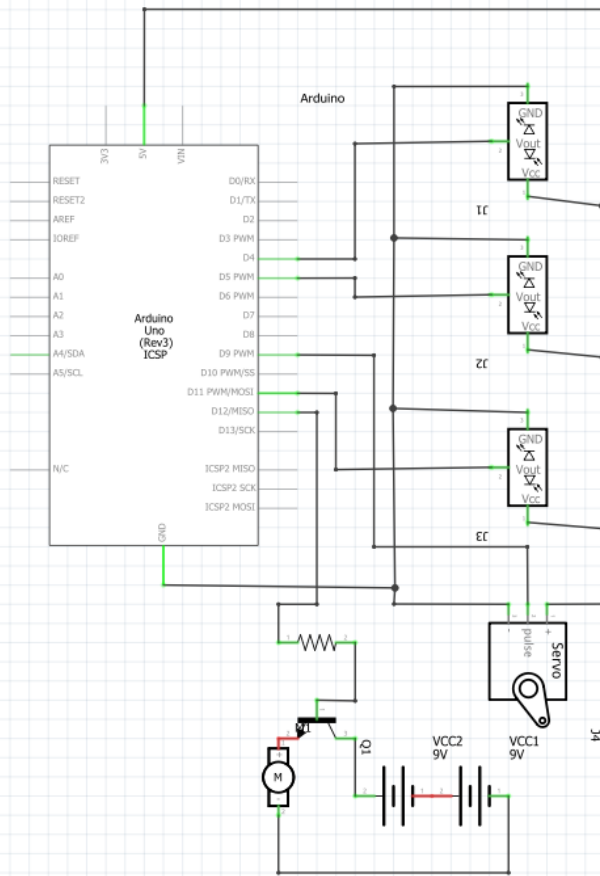 Arduino
3V3
5V
VIN
RESET
RESET2
AREF
IOREF
A0
A1
A2
A3
A4/SDA
A5/SCL
N/C
Arduino
Uno
(Rev3)
ICSP
D0/RX
D1/TX
D2
D3 PWM
D4
D5 PWM
D6 PWM
D7
D8
D9 PWM
D10 PWM/SS
D11 PWM/MOSI
D12/MISO
D13/SCK
ICSP2 MISO
ICSP2 SCK
ICSP2 MOSI
GND
GND
Vout
Vcc
J1
GND
Vout
Vcc
J2
GND
Vout
Vcc
J3
- pulse +
Servo
J4
Q1
M
VCC2
9V
VCC1
9V